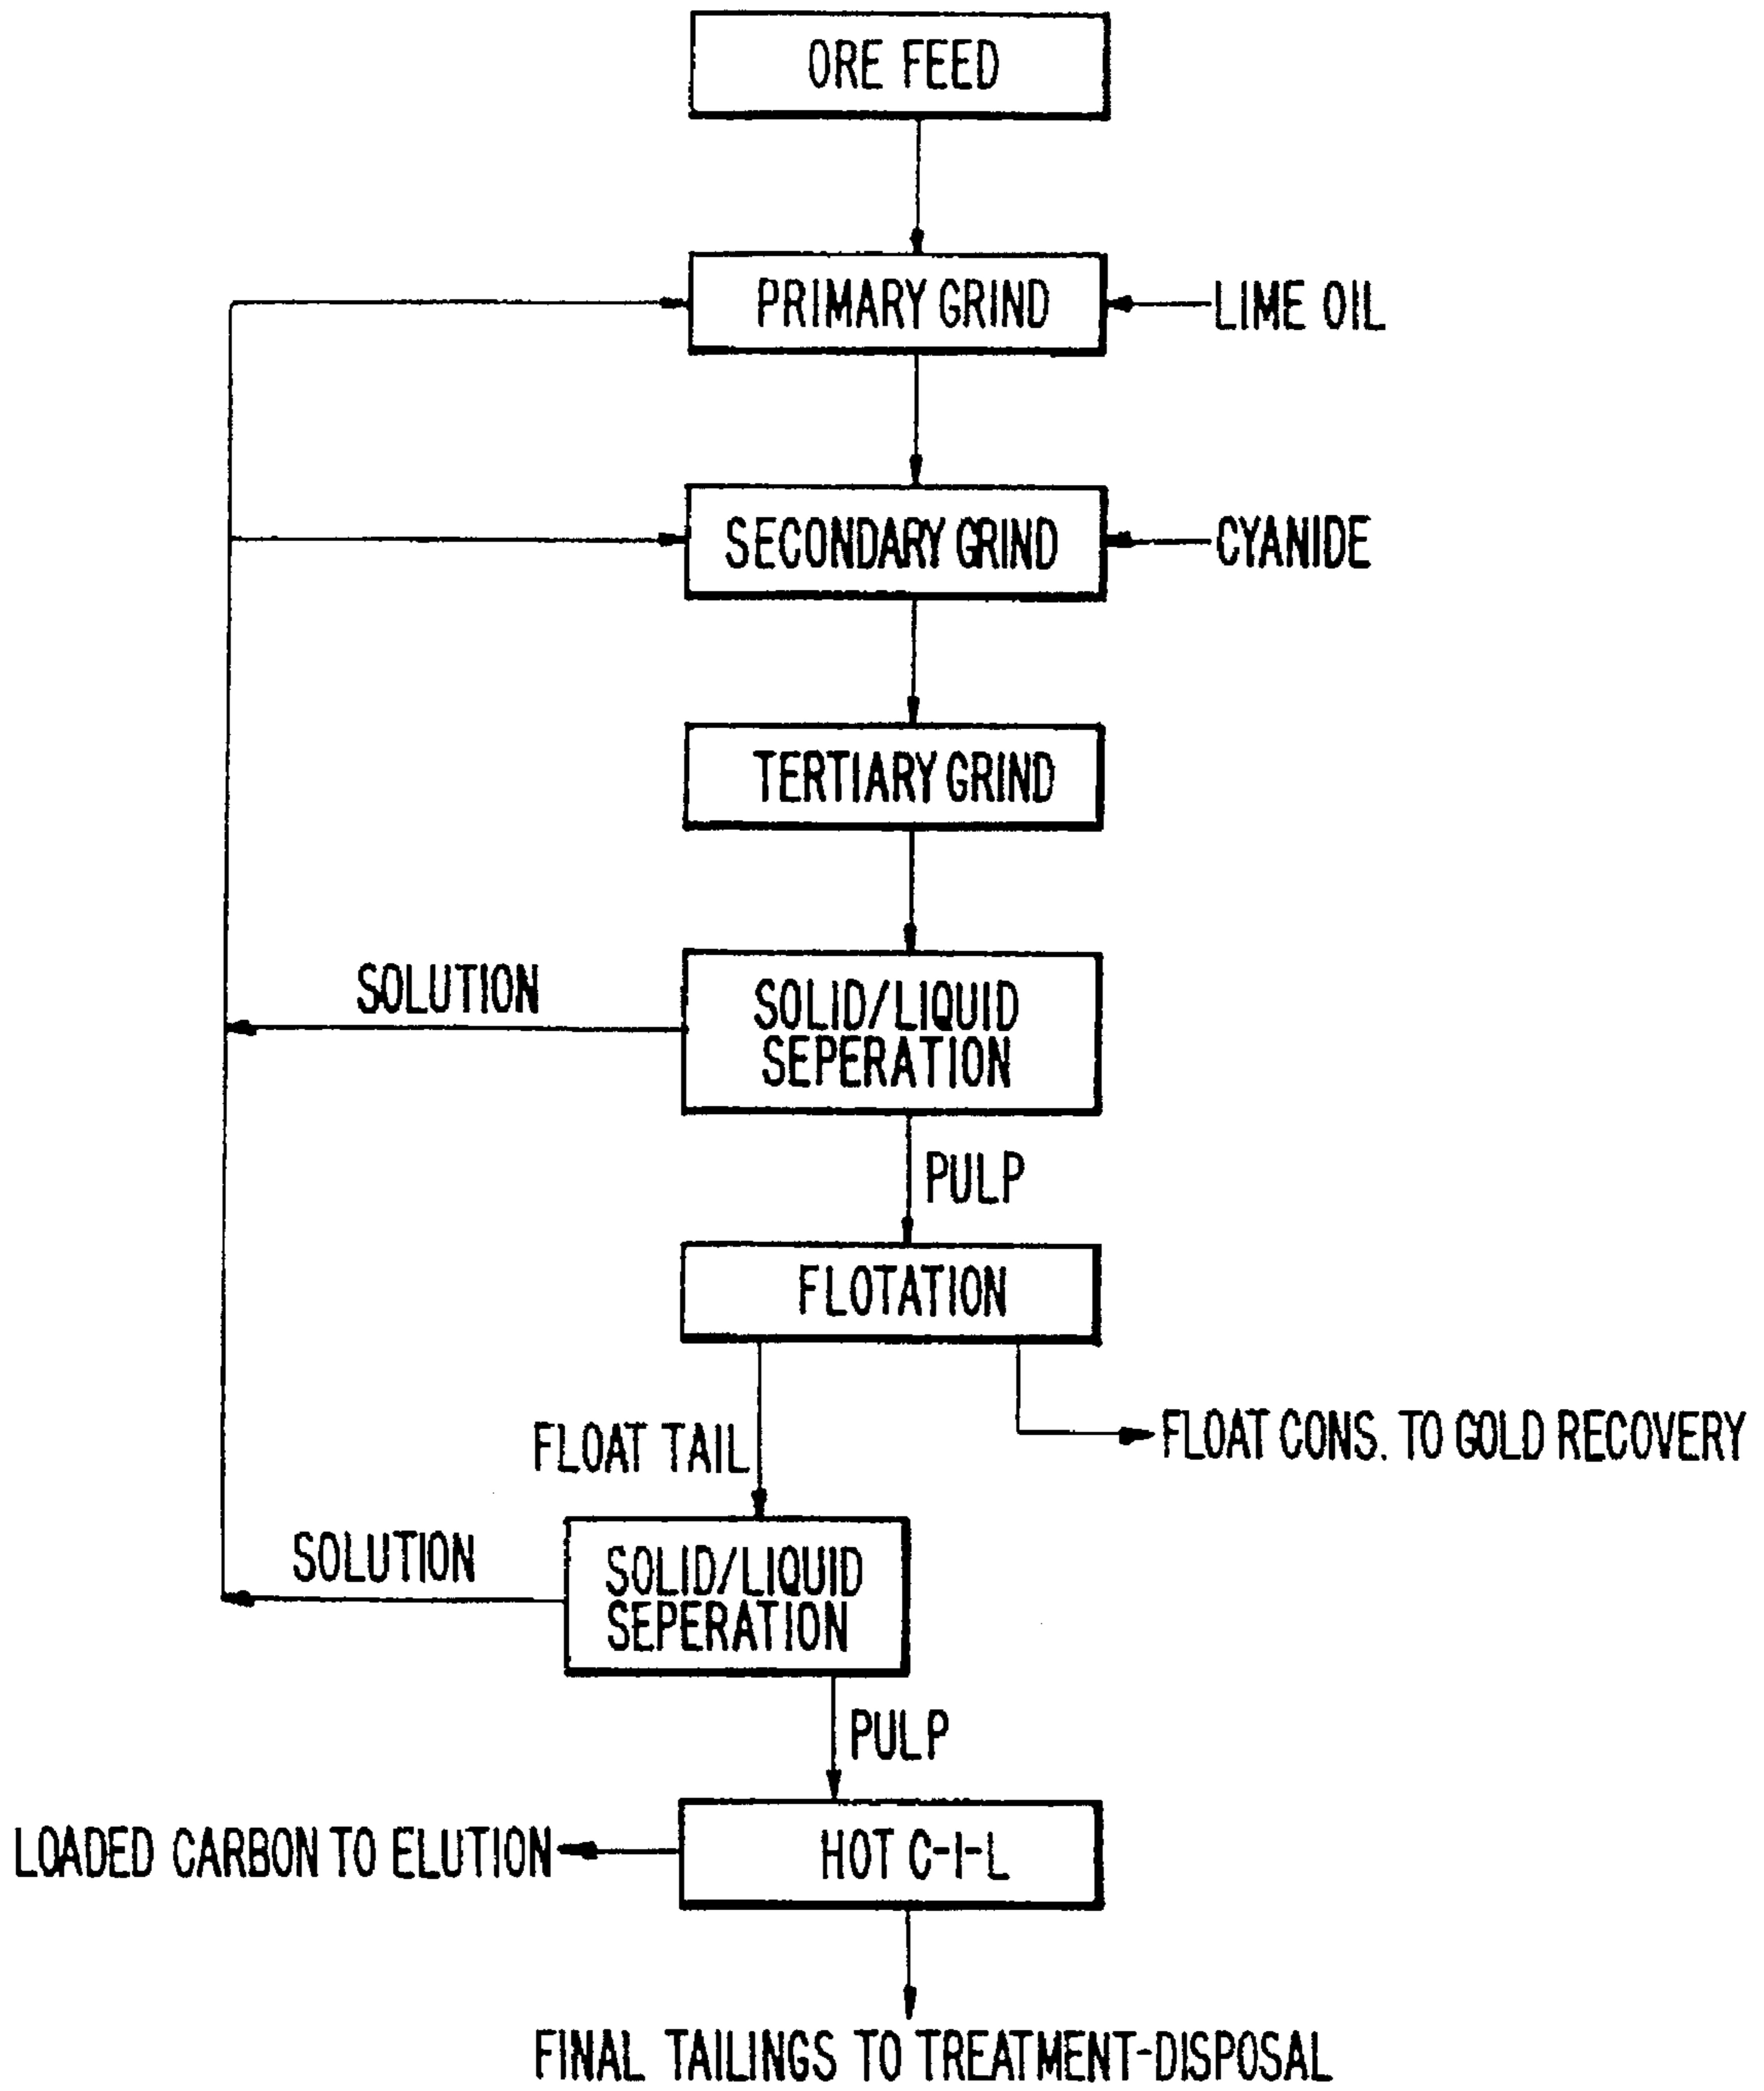 ORE FEED
PRIMARY GRIND
LIME OIL
SECONDARY GRIND
CYANIDE
TERTIARY GRIND
SOLUTION
SOLID/LIQUID
SEPERATION
PULP
FLOTATION
FLOAT TAIL
FLOAT CONS. TO GOLD RECOVERY
SOLUTION
SOLID/LIQUID
SEPERATION
PULP
LOADED CARBON TO ELUTION
HOT C-I-L
FINAL TAILINGS TO TREATMENT-DISPOSAL